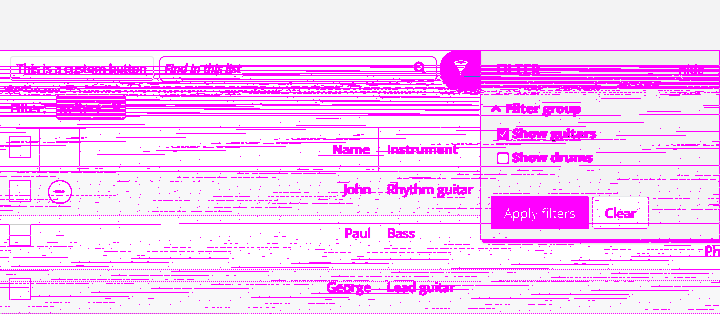 This is a custom button
Find in this list
FILTER
Hide
Filter:
Filter group
Show guitars
Show drums
Name Instrument
John Rhythm guitar
Apply filters Clear
Paul Bass
Ph
George Lead guitar